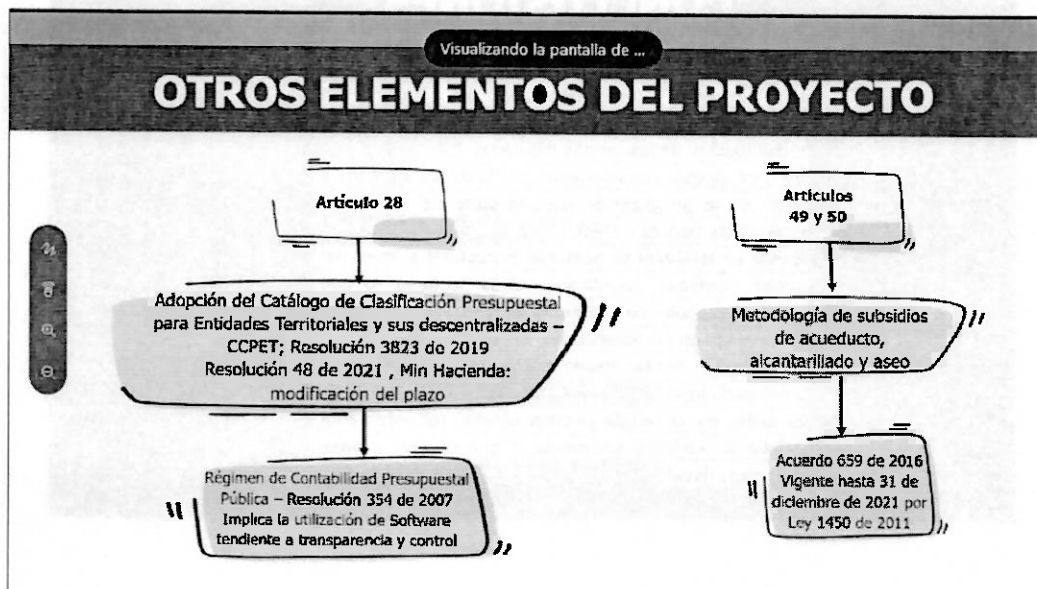 Visualizando la pantalla de ...
OTROS ELEMENTOS DEL PROYECTO
Artículo 28
Adopción del Catálogo de Clasificación Presupuestal
para Entidades Territoriales y sus descentralizadas –
CCPET; Resolución 3823 de 2019
Resolución 48 de 2021 , Min Hacienda:
modificación del plazo
Régimen de Contabilidad Presupuestal
Pública – Resolución 354 de 2007
Implica la utilización de Software
tendiente a transparencia y control
Artículos
49 y 50
Metodología de subsidios
de acueducto,
alcantarillado y aseo
Acuerdo 659 de 2016
Vigente hasta 31 de
diciembre de 2021 por
Ley 1450 de 2011